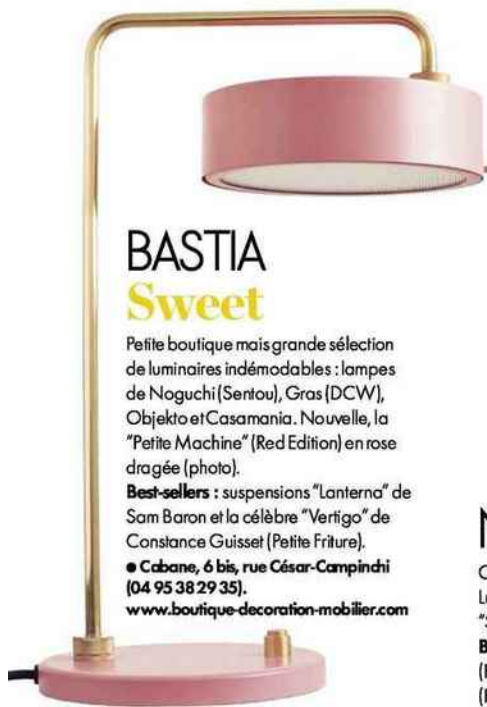 BASTIA
Sweet
Petite boutique mais grande sélection
de luminaires indémodables : lampes
de Noguchi (Sentou), Gras (DCW),
Objekto et Casamania. Nouvelle, la
"Petite Machine" (Red Edition) en rose
dragée (photo).
Best-sellers : suspensions "Lanterna" de
Sam Baron et la célèbre "Vertigo" de
Constance Guisset (Petite Friture).
● Cabane, 6 bis, rue César-Campinchi
(04 95 38 29 35).
www.boutique-decoration-mobilier.com